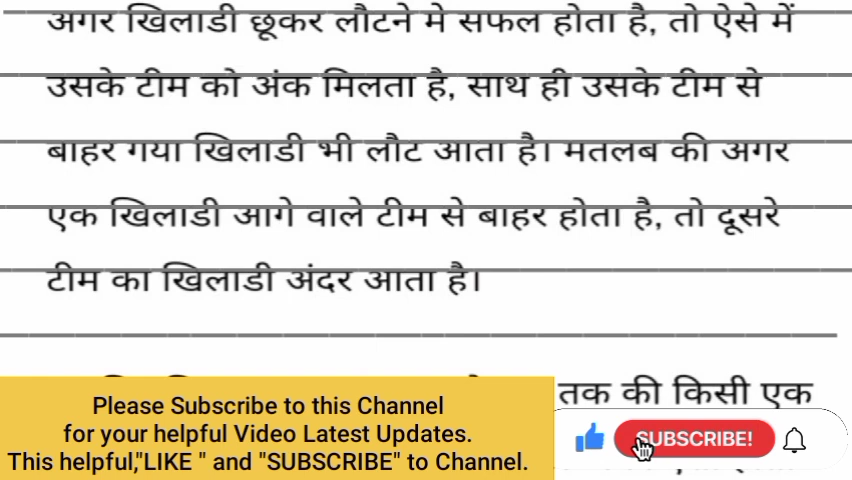 अगर खिलाडी छूकर लौटने मे सफल होता है, तो ऐसे में
उसके टीम को अंक मिलता है, साथ ही उसके टीम से
बाहर गया खिलाडी भी लौट आता है। मतलब की अगर
एक खिलाडी आगे वाले टीम से बाहर होता है, तो दूसरे
टीम का खिलाडी अंदर आता है।
तक की किसी एक
Please Subscribe to this Channel
for your helpful Video Latest Updates.
This helpful,"LIKE " and "SUBSCRIBE" to Channel.
SUBSCRIBE!